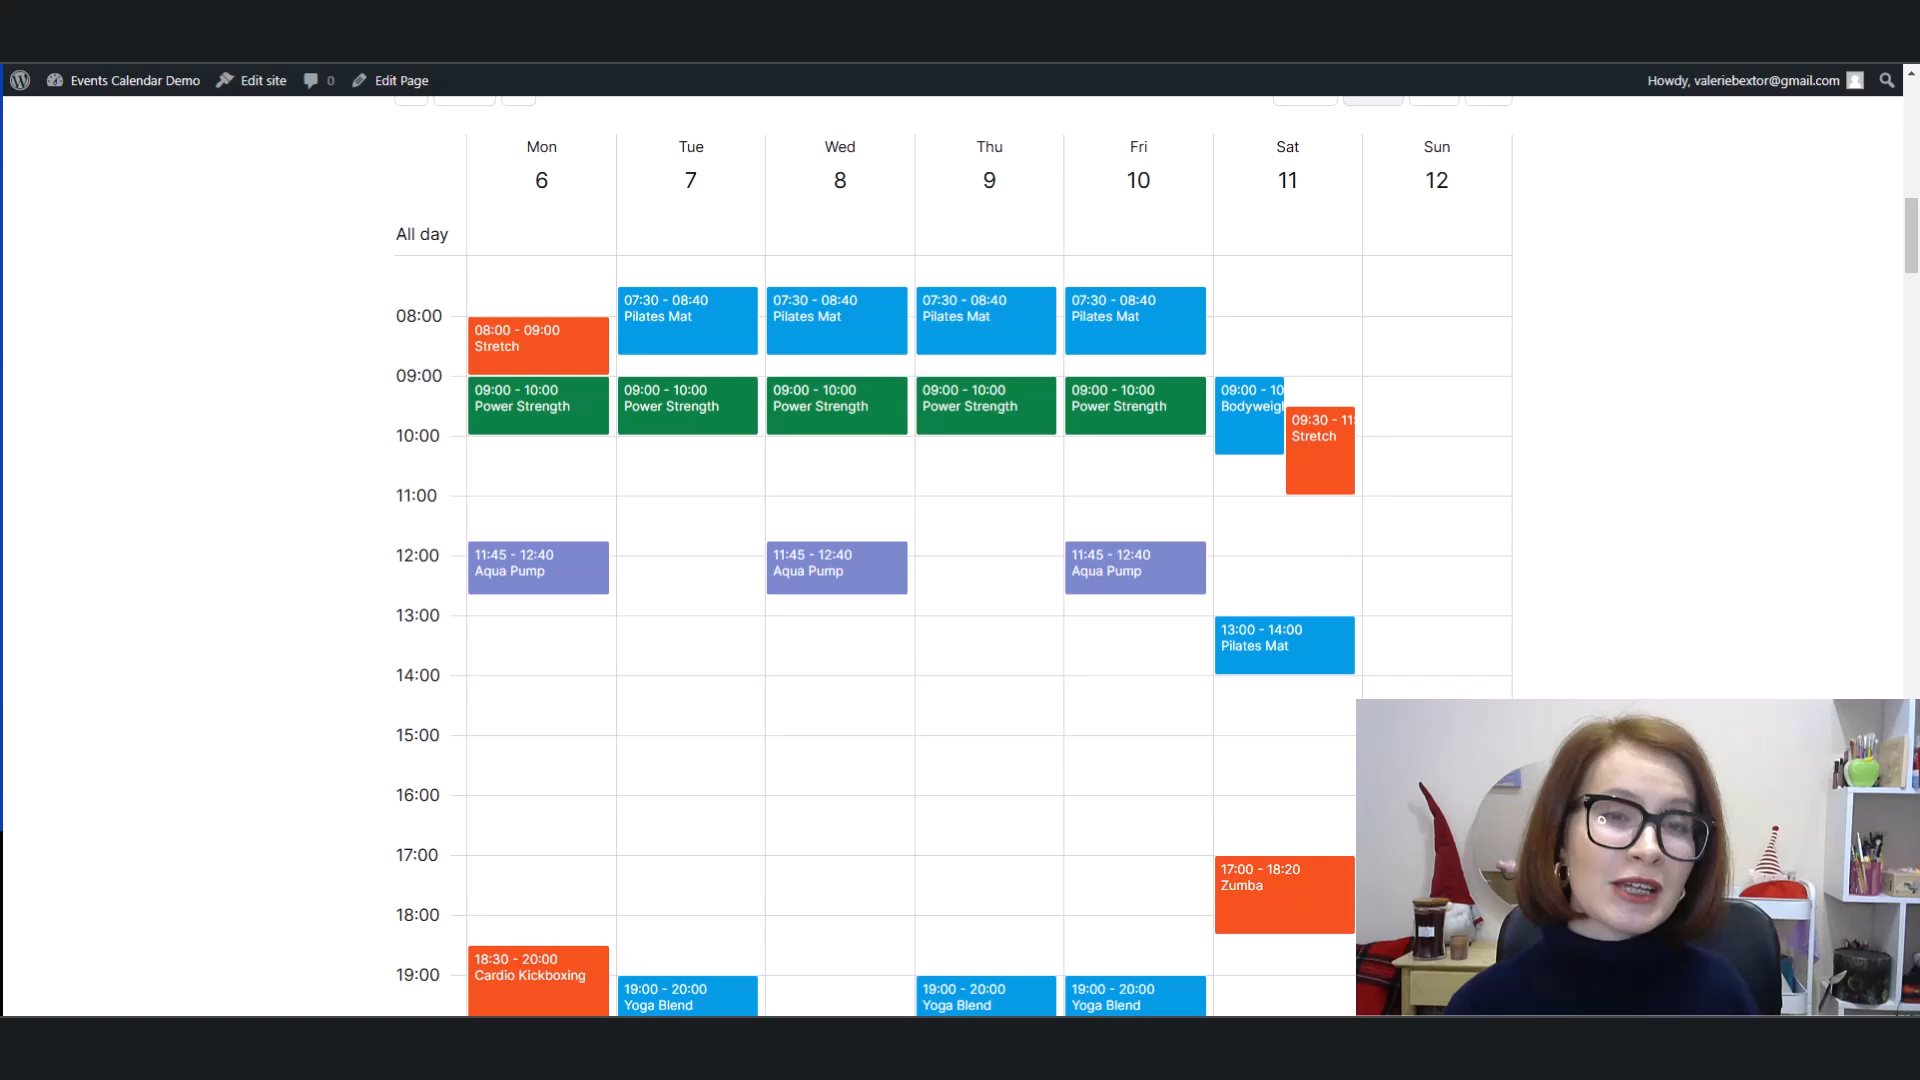 Events Calendar Demo Edit site 0 Edit Page Howdy, valeriebextor@gmail.com
Mon Tue Wed Thu Fri Sat Sun
6 7 8 9 10 11 12
All day
08:00
09:00
10:00
11:00
12:00
13:00
14:00
15:00
16:00
17:00
18:00
19:00
08:00 - 09:00
Stretch
09:00 - 10:00
Power Strength
11:45 - 12:40
Aqua Pump
18:30 - 20:00
Cardio Kickboxing
07:30 - 08:40
Pilates Mat
09:00 - 10:00
Power Strength
19:00 - 20:00
Yoga Blend
07:30 - 08:40
Pilates Mat
09:00 - 10:00
Power Strength
11:45 - 12:40
Aqua Pump
07:30 - 08:40
Pilates Mat
09:00 - 10:00
Power Strength
19:00 - 20:00
Yoga Blend
07:30 - 08:40
Pilates Mat
09:00 - 10:00
Power Strength
11:45 - 12:40
Aqua Pump
19:00 - 20:00
Yoga Blend
09:00 - 10
Bodyweigh
09:30 - 11:
Stretch
13:00 - 14:00
Pilates Mat
17:00 - 18:20
Zumba